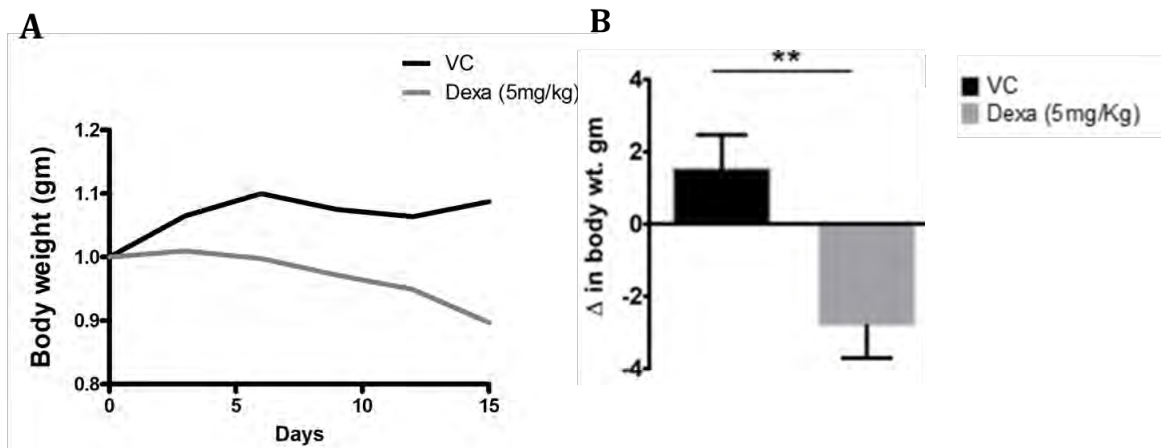 A
VC
Dexa (5mg/kg)
1.2
1.1
1.0
0.9
0.8
Body weight (gm)
0
5
10
15
Days
B
**
4
2
0
-2
-4
Δ in body wt. gm
VC
Dexa (5mg/Kg)